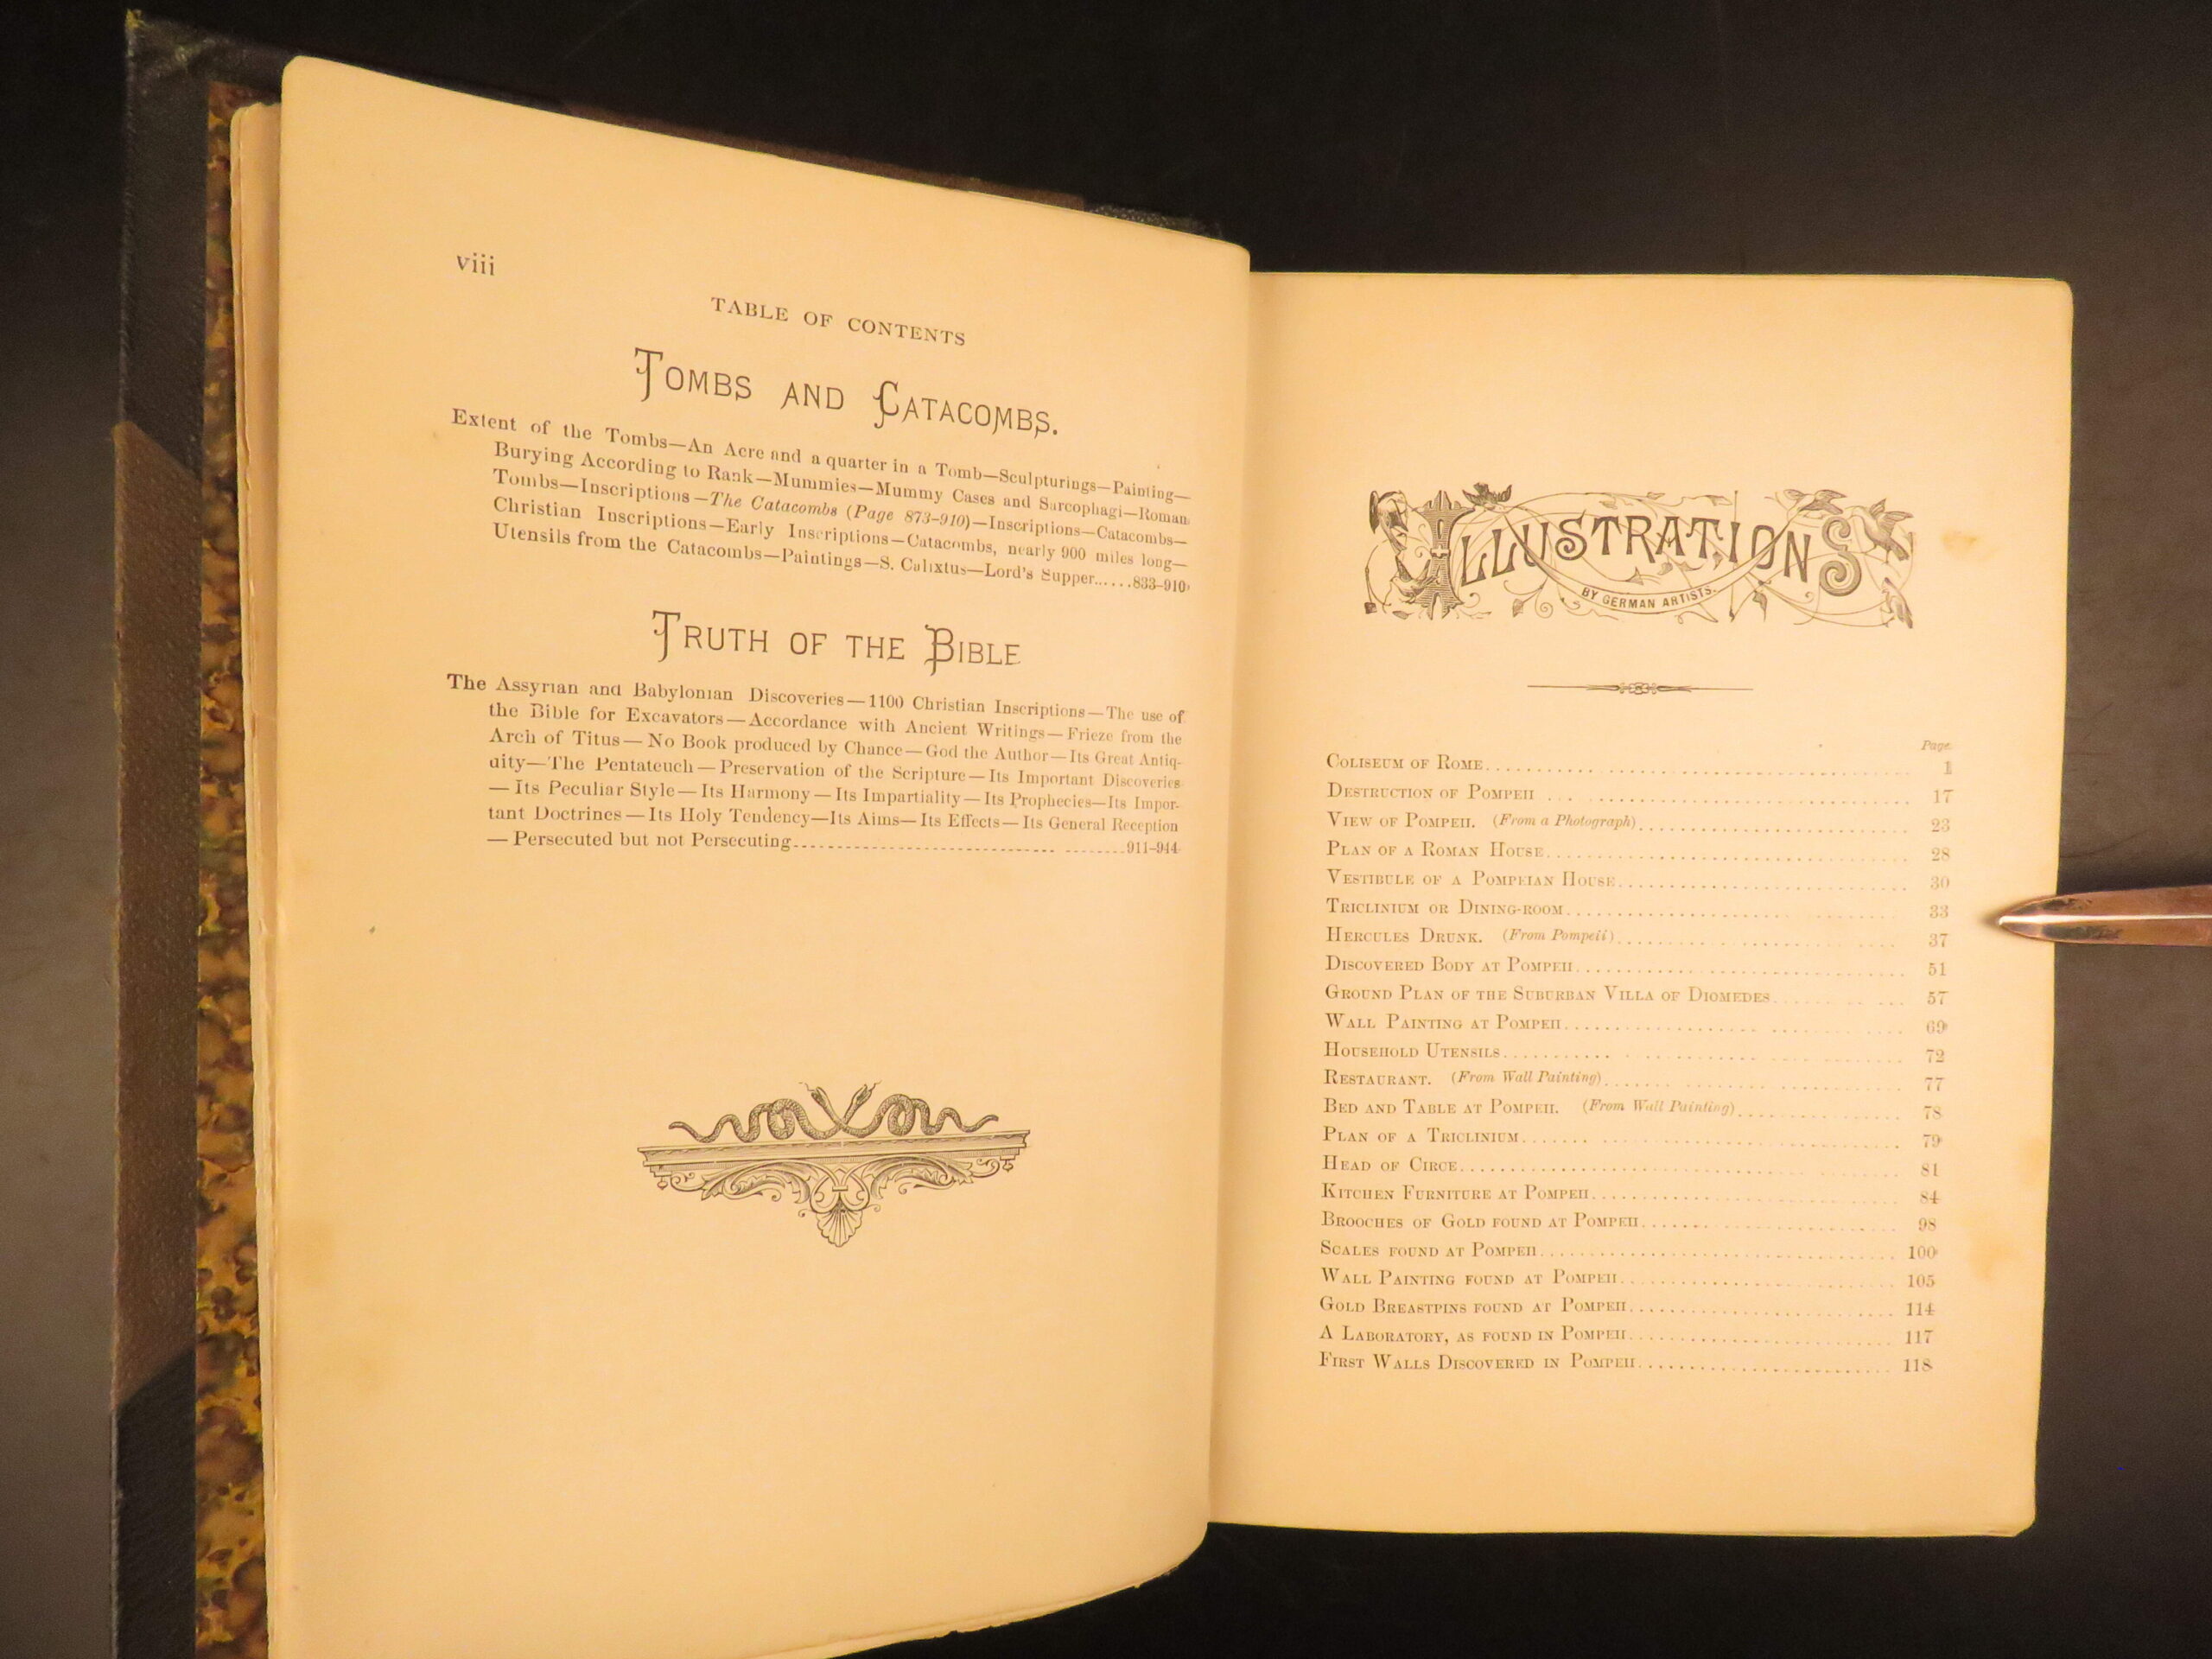 viii
TABLE OF CONTENTS
TOMBS AND CATACOMBS.
Extent of the Tombs—An Acre and a quarter in a Tomb—Sculpturings—Painting—
Burying According to Rank—Mummies—Mummy Cases and Sarcophagi—Roman
Tombs—Inscriptions—The Catacombs (Page 873-910)—Inscriptions—Catacombs—
Christian Inscriptions—Early Inscriptions—Catacombs, nearly 900 miles long—
Utensils from the Catacombs—Paintings—S. Calixtus—Lord's Supper......833-910
TRUTH OF THE BIBLE
The Assyrian and Babylonian Discoveries—1100 Christian Inscriptions—The use of
the Bible for Excavators—Accordance with Ancient Writings—Frieze from the
Arch of Titus—No Book produced by Chance—God the Author—Its Great Antiq-
uity—The Pentateuch—Preservation of the Scripture—Its Important Discoveries
—Its Peculiar Style—Its Harmony—Its Impartiality—Its Prophecies—Its Impor-
tant Doctrines—Its Holy Tendency—Its Aims—Its Effects—Its General Reception
—Persecuted but not Persecuting........911-944
ILLUSTRATIONS
BY GERMAN ARTISTS.
Page
COLISEUM OF ROME........1
DESTRUCTION OF POMPEII........17
VIEW OF POMPEII. (From a Photograph)........23
PLAN OF A ROMAN HOUSE........28
VESTIBULE OF A POMPEIAN HOUSE........30
TRICLINIUM OR DINING-ROOM........33
HERCULES DRUNK. (From Pompeii)........37
DISCOVERED BODY AT POMPEII........51
GROUND PLAN OF THE SUBURBAN VILLA OF DIOMEDES........57
WALL PAINTING AT POMPEII........69
HOUSEHOLD UTENSILS........72
RESTAURANT. (From Wall Painting)........77
BED AND TABLE AT POMPEII. (From Wall Painting)........78
PLAN OF A TRICLINIUM........79
HEAD OF CIRCE........81
KITCHEN FURNITURE AT POMPEII........84
BROOCHES OF GOLD FOUND AT POMPEII........98
SCALES FOUND AT POMPEII........100
WALL PAINTING FOUND AT POMPEII........105
GOLD BREASTPINS FOUND AT POMPEII........114
A LABORATORY, AS FOUND IN POMPEII........117
FIRST WALLS DISCOVERED IN POMPEII........118